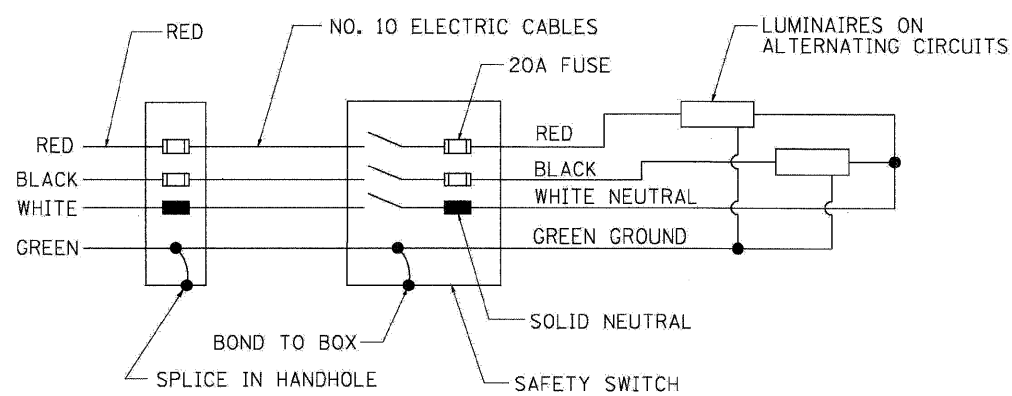 RED
NO. 10 ELECTRIC CABLES
LUMINAIRES ON
ALTERNATING CIRCUITS
20A FUSE
RED
RED
BLACK
BLACK
WHITE
WHITE NEUTRAL
GREEN
GREEN GROUND
SOLID NEUTRAL
BOND TO BOX
SPLICE IN HANDHOLE
SAFETY SWITCH